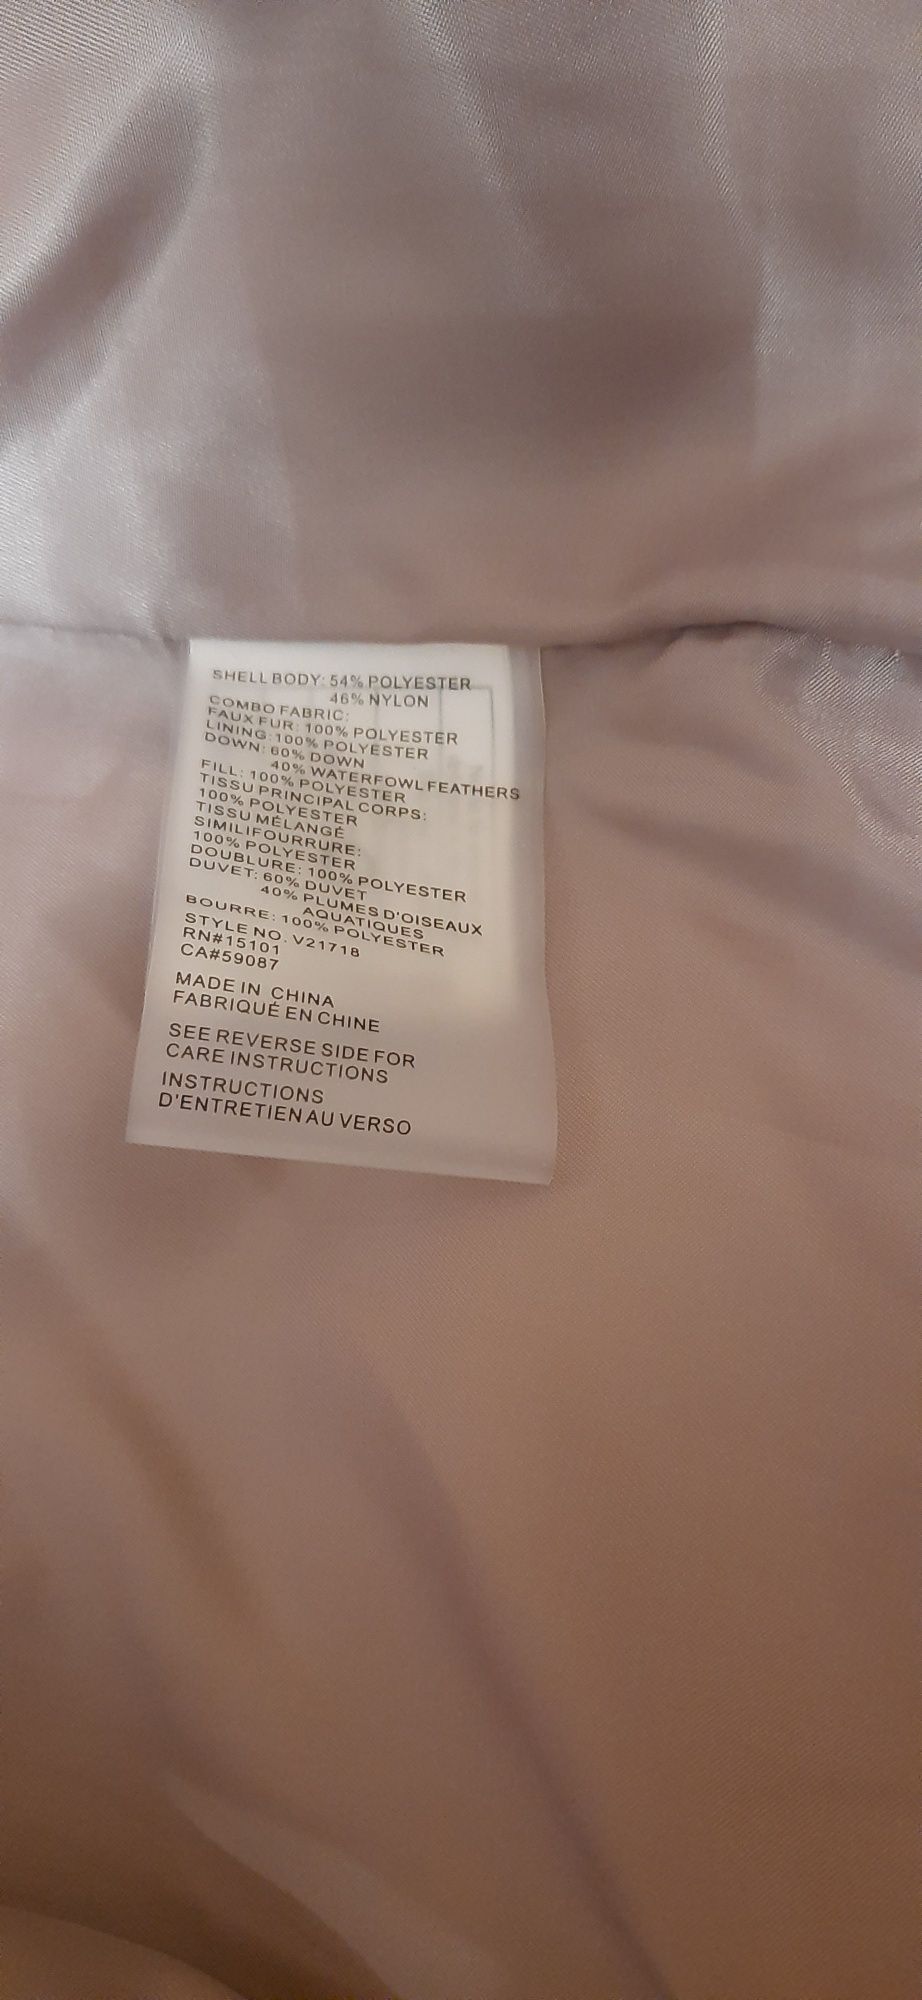 SHELL BODY: 54% POLYESTER
46% NYLON
COMBO FABRIC:
FAUX FUR: 100% POLYESTER
LINING: 100% POLYESTER
DOWN: 60% DOWN
40% WATERFOWL FEATHERS
FILL: 100% POLYESTER
TISSU PRINCIPAL CORPS:
100% POLYESTER
TISSU MÉLANGÉ
SIMILIFOURRURE:
100% POLYESTER
DOUBLURE: 100% POLYESTER
DUVET: 60% DUVET
40% PLUMES D'OISEAUX
AQUATIQUES
BOURRE: 100% POLYESTER
STYLE NO. V21718
RN#15101
CA#59087
MADE IN CHINA
FABRIQUÉ EN CHINE
SEE REVERSE SIDE FOR
CARE INSTRUCTIONS
INSTRUCTIONS
D'ENTRETIEN AU VERSO